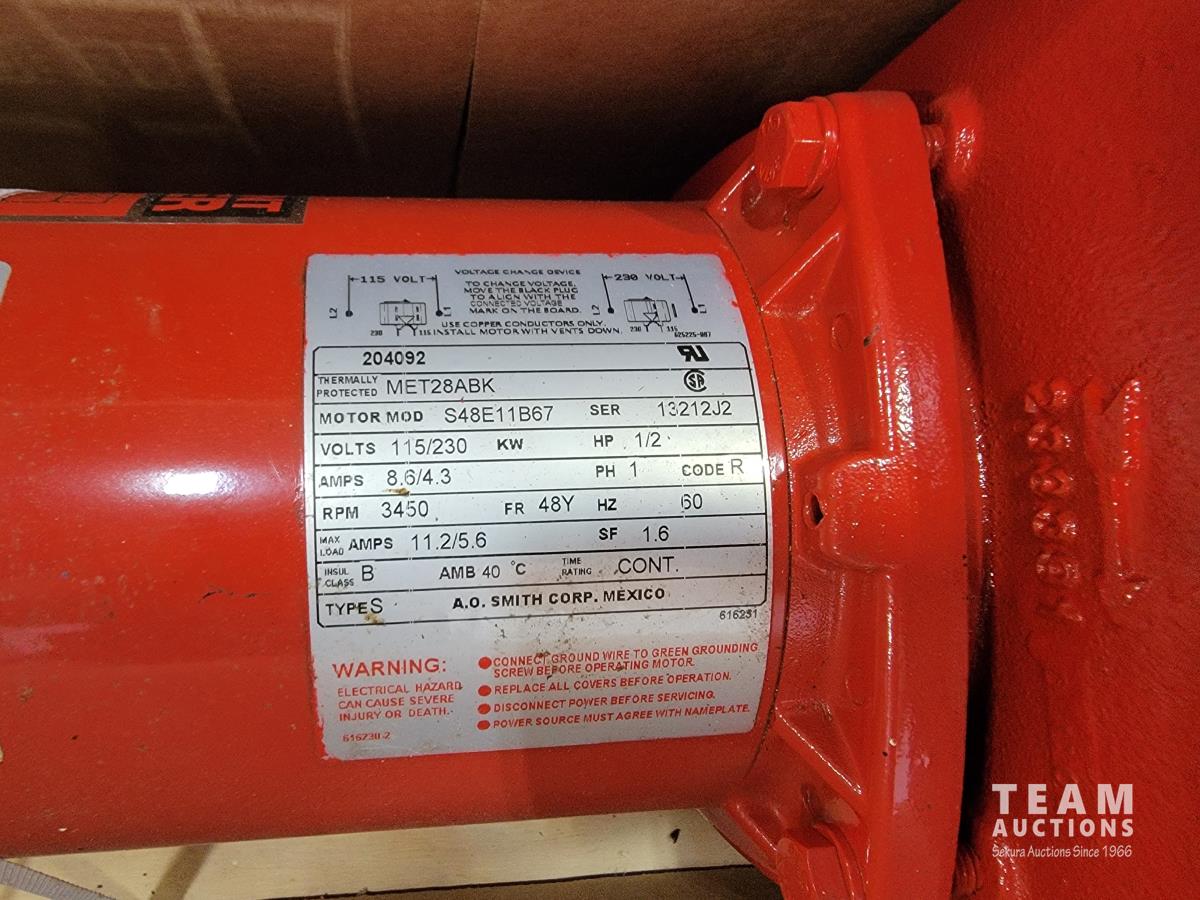 115 VOLT
L2
L1
230
115
VOLTAGE CHANGE DEVICE
TO CHANGE VOLTAGE,
MOVE THE BLACK PLUG
TO ALIGN WITH THE
CONNECTED VOLTAGE
MARK ON THE BOARD.
USE COPPER CONDUCTORS ONLY.
INSTALL MOTOR WITH VENTS DOWN.
230 VOLT
L2
L1
230
115
625225-007
204092
THERMALLY PROTECTED MET28ABK
MOTOR MOD S48E11B67 SER 13212J2
VOLTS 115/230 KW HP 1/2
AMPS 8.6/4.3 PH 1 CODE R
RPM 3450 FR 48Y HZ 60
MAX LOAD AMPS 11.2/5.6 SF 1.6
INSUL CLASS B AMB 40 °C TIME RATING CONT.
TYPE S A.O. SMITH CORP. MEXICO
616231
WARNING:
ELECTRICAL HAZARD
CAN CAUSE SEVERE
INJURY OR DEATH.
616230-2
CONNECT GROUND WIRE TO GREEN GROUNDING
SCREW BEFORE OPERATING MOTOR.
REPLACE ALL COVERS BEFORE OPERATION.
DISCONNECT POWER BEFORE SERVICING.
POWER SOURCE MUST AGREE WITH NAMEPLATE.
TEAM
AUCTIONS
Sekura Auctions Since 1966